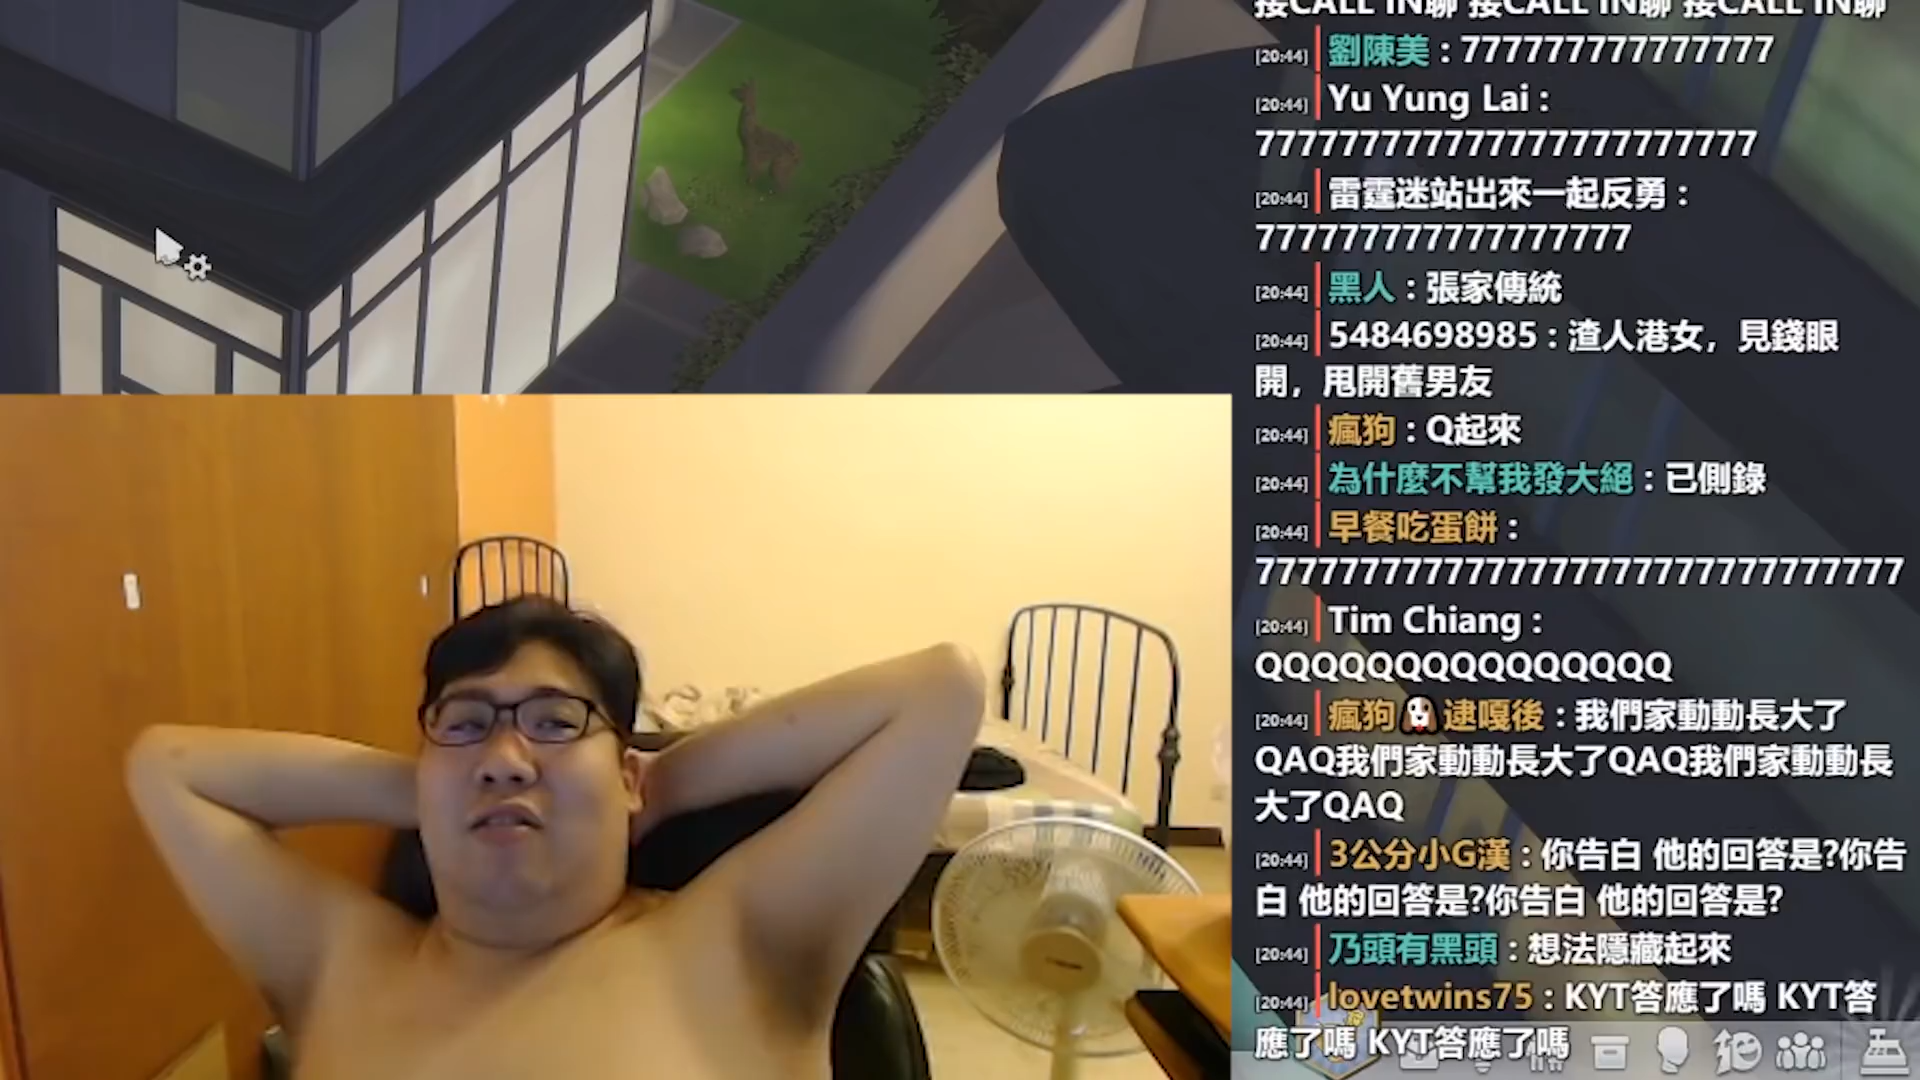 接CALL IN聊 接CALL IN聊 接CALL IN聊
[20:44] 劉陳美 : 777777777777777
[20:44] Yu Yung Lai :
777777777777777777777777
[20:44] 雷霆迷站出來一起反勇 :
777777777777777777
[20:44] 黑人 : 張家傳統
[20:44] 5484698985 : 渣人港女，見錢眼
開，甩開舊男友
[20:44] 瘋狗 : Q起來
[20:44] 為什麼不幫我發大絕 : 已側錄
[20:44] 早餐吃蛋餅 :
7777777777777777777777777777777
[20:44] Tim Chiang :
QQQQQQQQQQQQQQQ
[20:44] 瘋狗🐶逮嘎後 : 我們家動動長大了
QAQ我們家動動長大了QAQ我們家動動長
大了QAQ
[20:44] 3公分小G漢 : 你告白 他的回答是?你告
白 他的回答是?你告白 他的回答是?
[20:44] 乃頭有黑頭 : 想法隱藏起來
[20:44] lovetwins75 : KYT答應了嗎 KYT答
應了嗎 KYT答應了嗎